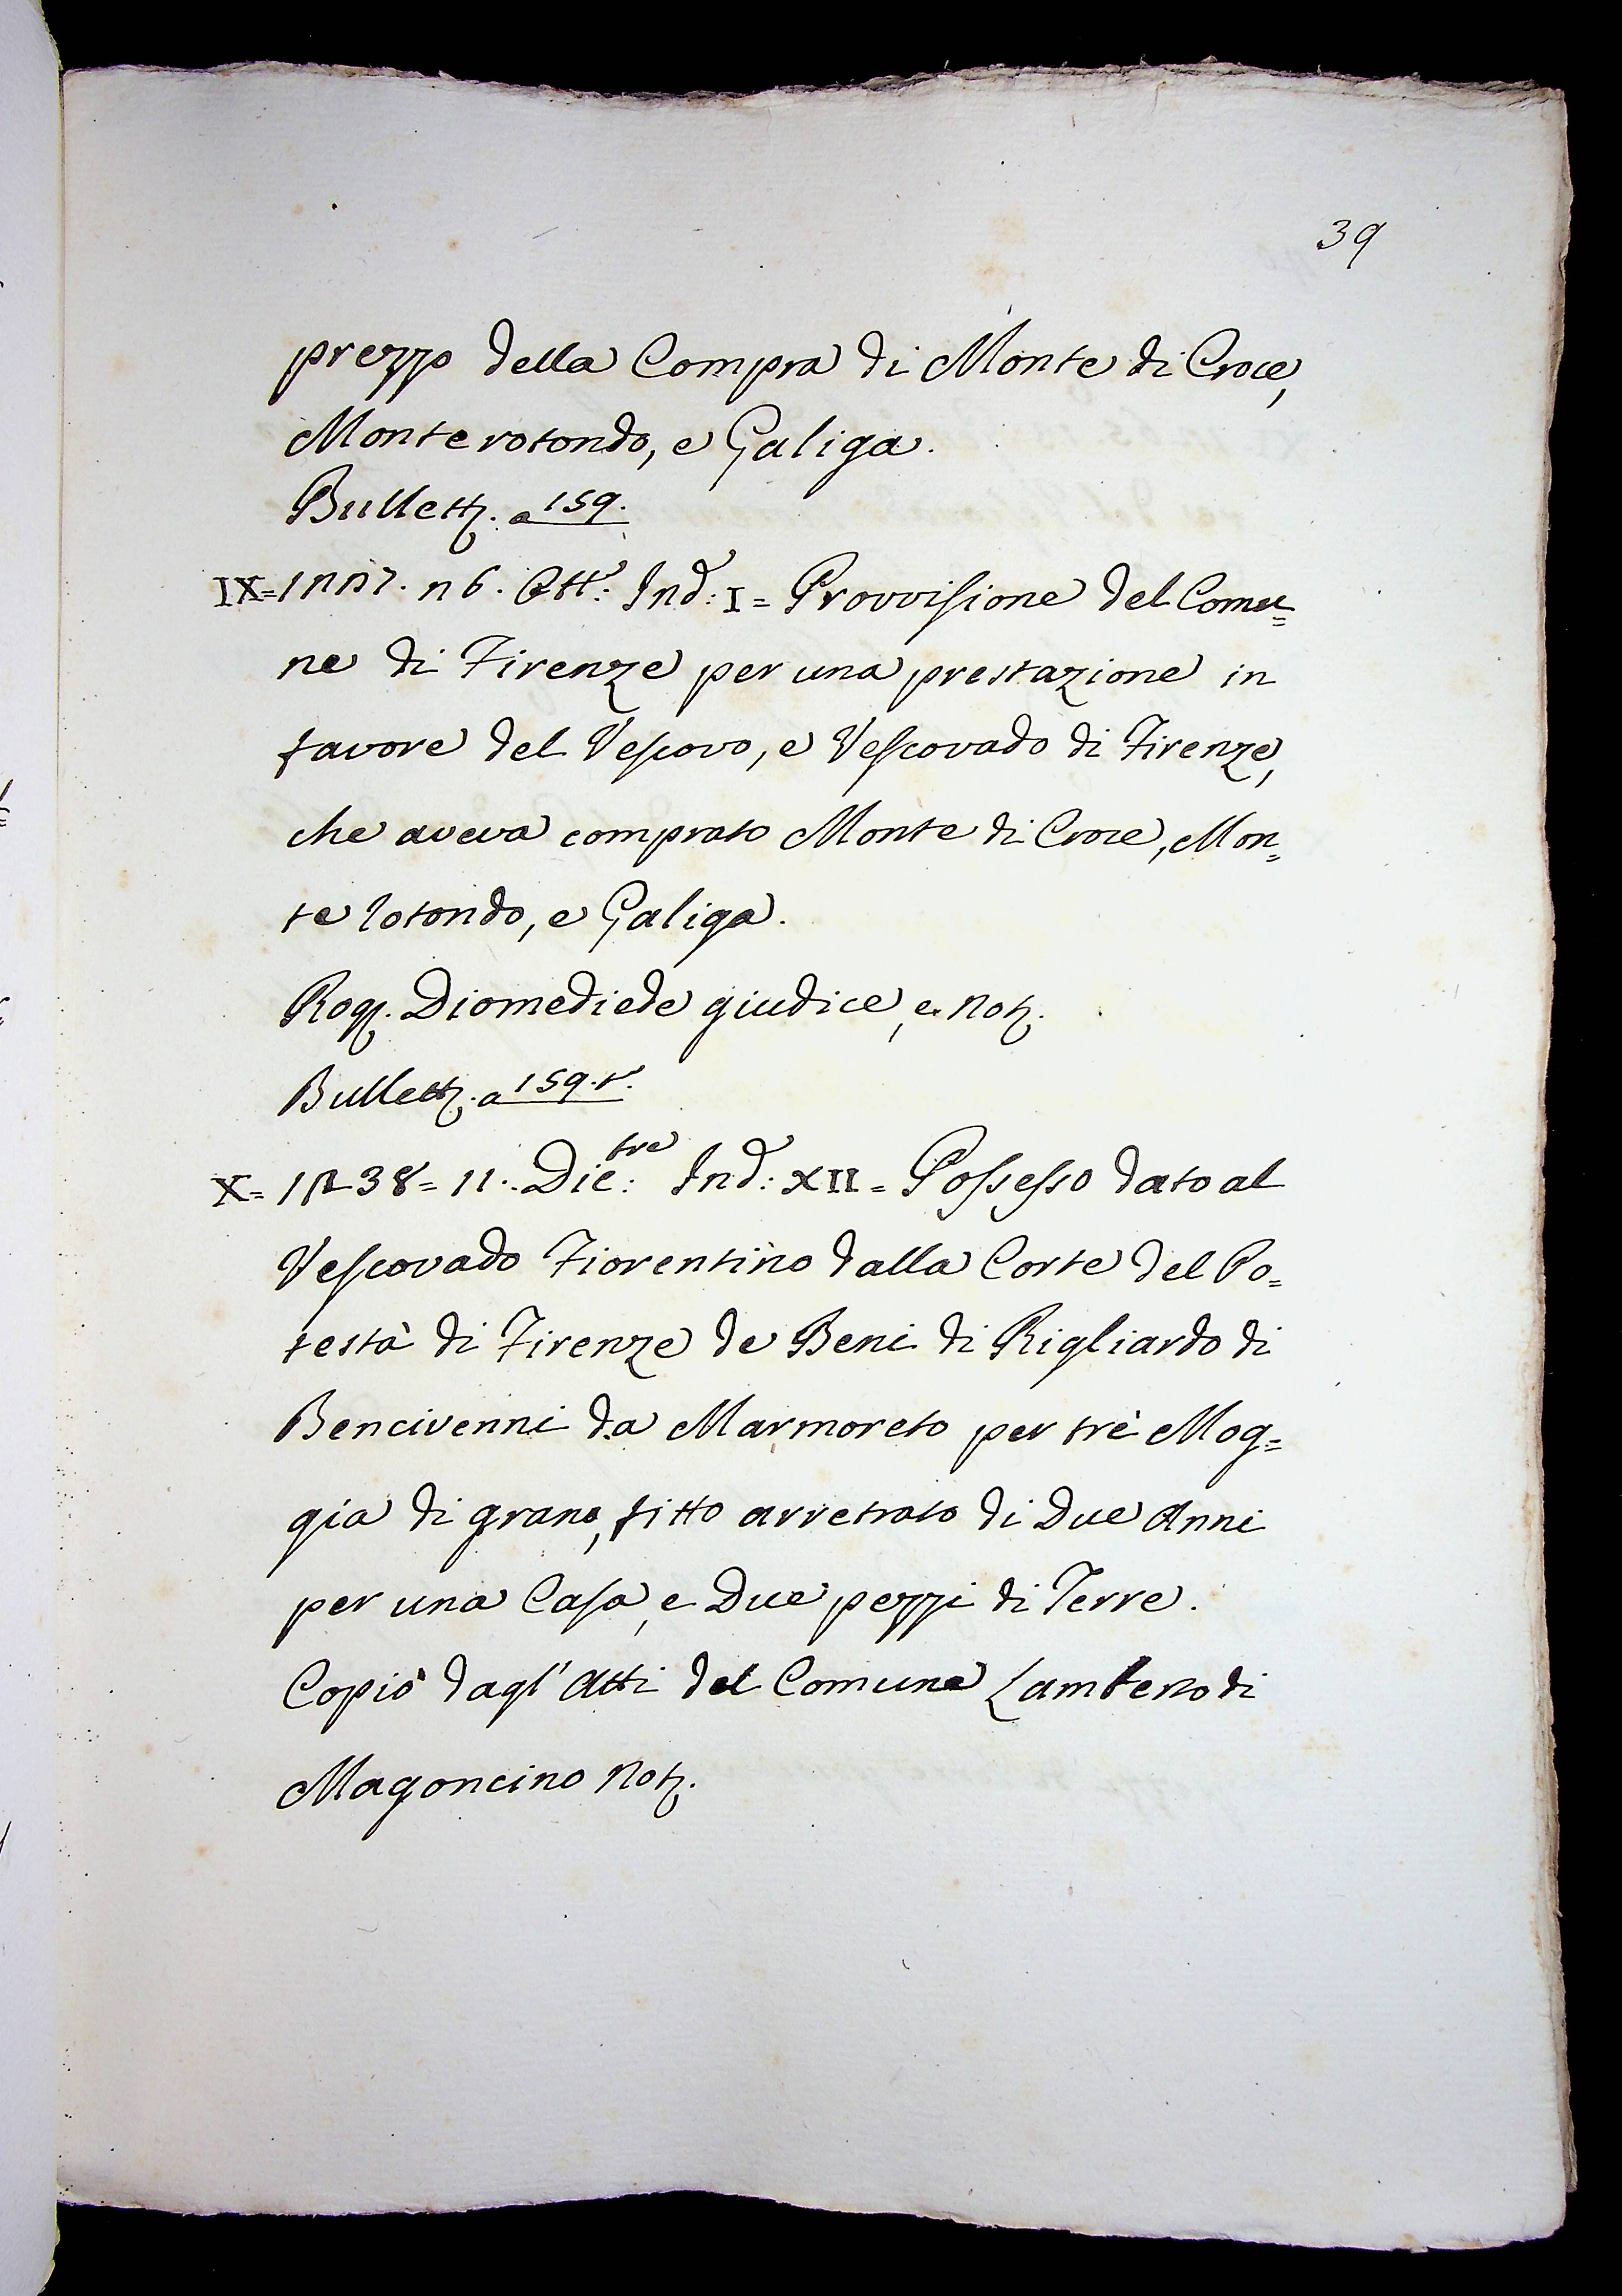 39
prezzo della Compra di Monte di Croce,
Monterotondo, e Galiga.
Bullett. a 159.
IX = 1227. 26. Ott.e: Ind: I = Provvisione del Comu=
ne di Firenze per una prestazione in
favore del Vescovo, e Vescovado di Firenze,
che aveva comprato Monte di Croce, Mon=
te rotondo, e Galiga.
Rog. Diomediede giudice, e Not.
Bullett. a 159. t.
X = 1238 = 11. Dic:tre Ind: XII = Possesso dato al
Vescovado Fiorentino dalla Corte del Po=
testà di Firenze de Beni di Rigliardo di
Bencivenni da Marmoreto per trè Mog=
gia di grano, fitto arretrato di due Anni
per una Casa, e due pezzi di Terre.
Copiò dagl' Atti del Comune Lamberto di
Magoncino Not.